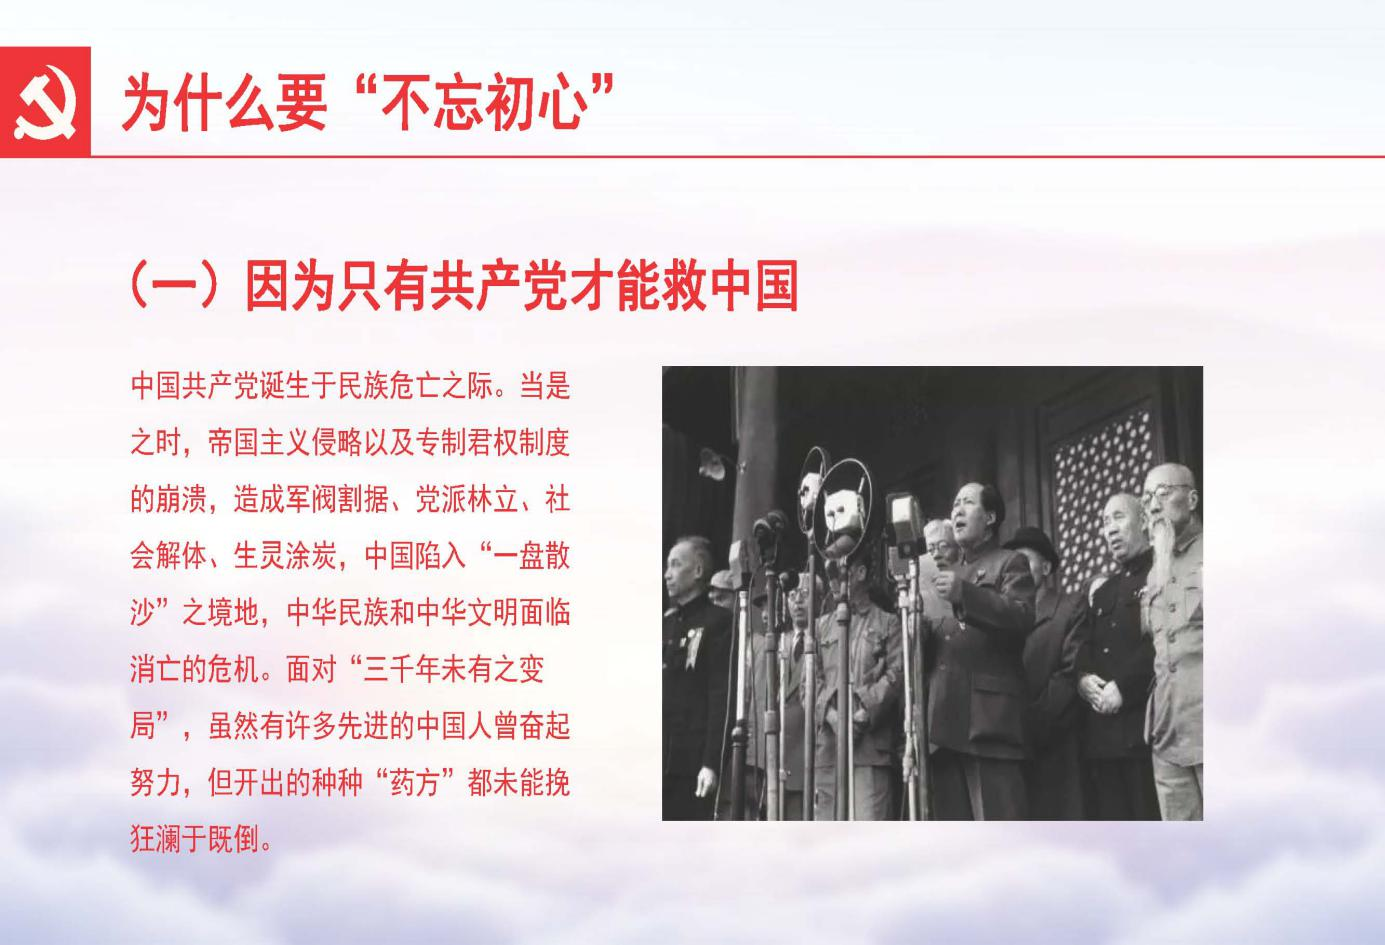 为什么要“不忘初心”
（一）因为只有共产党才能救中国
中国共产党诞生于民族危亡之际。当是
之时，帝国主义侵略以及专制君权制度
的崩溃，造成军阀割据、党派林立、社
会解体、生灵涂炭，中国陷入“一盘散
沙”之境地，中华民族和中华文明面临
消亡的危机。面对“三千年未有之变
局”，虽然有许多先进的中国人曾奋起
努力，但开出的种种“药方”都未能挽
狂澜于既倒。